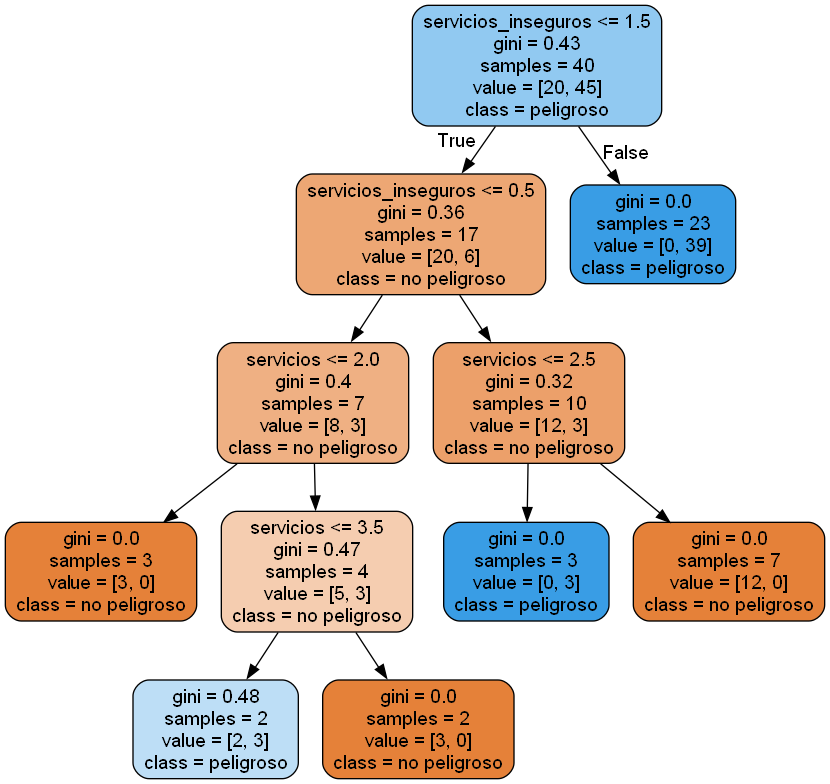 servicios_inseguros <= 1.5
gini = 0.43
samples = 40
value = [20, 45]
class = peligroso
True
False
servicios_inseguros <= 0.5
gini = 0.36
samples = 17
value = [20, 6]
class = no peligroso
gini = 0.0
samples = 23
value = [0, 39]
class = peligroso
servicios <= 2.0
gini = 0.4
samples = 7
value = [8, 3]
class = no peligroso
servicios <= 2.5
gini = 0.32
samples = 10
value = [12, 3]
class = no peligroso
gini = 0.0
samples = 3
value = [3, 0]
class = no peligroso
servicios <= 3.5
gini = 0.47
samples = 4
value = [5, 3]
class = no peligroso
gini = 0.0
samples = 3
value = [0, 3]
class = peligroso
gini = 0.0
samples = 7
value = [12, 0]
class = no peligroso
gini = 0.48
samples = 2
value = [2, 3]
class = peligroso
gini = 0.0
samples = 2
value = [3, 0]
class = no peligroso